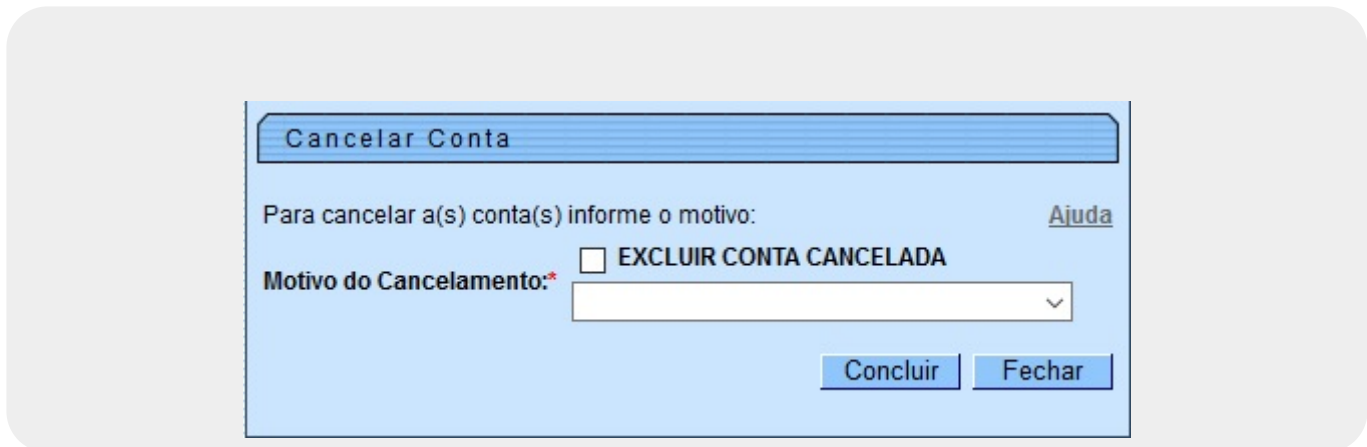 Cancelar Conta
Para cancelar a(s) conta(s) informe o motivo:
Ajuda
EXCLUIR CONTA CANCELADA
Motivo do Cancelamento:*
Concluir
Fechar